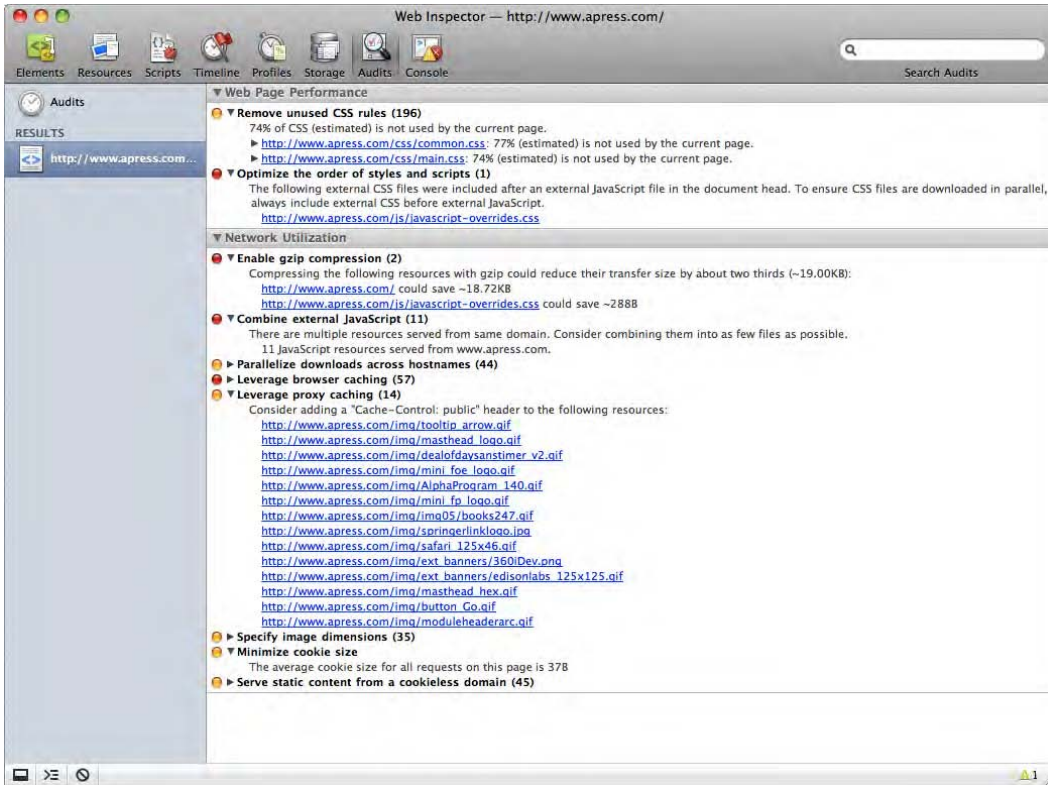 Web Inspector — http://www.apress.com/
Elements Resources Scripts Timeline Profiles Storage Audits Console
Search Audits
Audits
RESULTS
http://www.apress.com...
Web Page Performance
Remove unused CSS rules (196)
74% of CSS (estimated) is not used by the current page.
http://www.apress.com/css/common.css: 77% (estimated) is not used by the current page.
http://www.apress.com/css/main.css: 74% (estimated) is not used by the current page.
Optimize the order of styles and scripts (1)
The following external CSS files were included after an external JavaScript file in the document head. To ensure CSS files are downloaded in parallel,
always include external CSS before external JavaScript.
http://www.apress.com/js/javascript-overrides.css
Network Utilization
Enable gzip compression (2)
Compressing the following resources with gzip could reduce their transfer size by about two thirds (~19.00KB):
http://www.apress.com/ could save ~18.72KB
http://www.apress.com/js/javascript-overrides.css could save ~288B
Combine external JavaScript (11)
There are multiple resources served from same domain. Consider combining them into as few files as possible.
11 JavaScript resources served from www.apress.com.
Parallelize downloads across hostnames (44)
Leverage browser caching (57)
Leverage proxy caching (14)
Consider adding a "Cache-Control: public" header to the following resources:
http://www.apress.com/img/tooltip_arrow.gif
http://www.apress.com/img/masthead_logo.gif
http://www.apress.com/img/dealofdaysanstimer_v2.gif
http://www.apress.com/img/mini_foe_logo.gif
http://www.apress.com/img/AlphaProgram_140.gif
http://www.apress.com/img/mini_fp_logo.gif
http://www.apress.com/img/img05/books247.gif
http://www.apress.com/img/springerlinklogo.jpg
http://www.apress.com/img/safari_125x46.gif
http://www.apress.com/img/ext_banners/360iDev.png
http://www.apress.com/img/ext_banners/edisonlabs_125x125.gif
http://www.apress.com/img/masthead_hex.gif
http://www.apress.com/img/button_Go.gif
http://www.apress.com/img/moduleheaderarc.gif
Specify image dimensions (35)
Minimize cookie size
The average cookie size for all requests on this page is 37B
Serve static content from a cookieless domain (45)
1